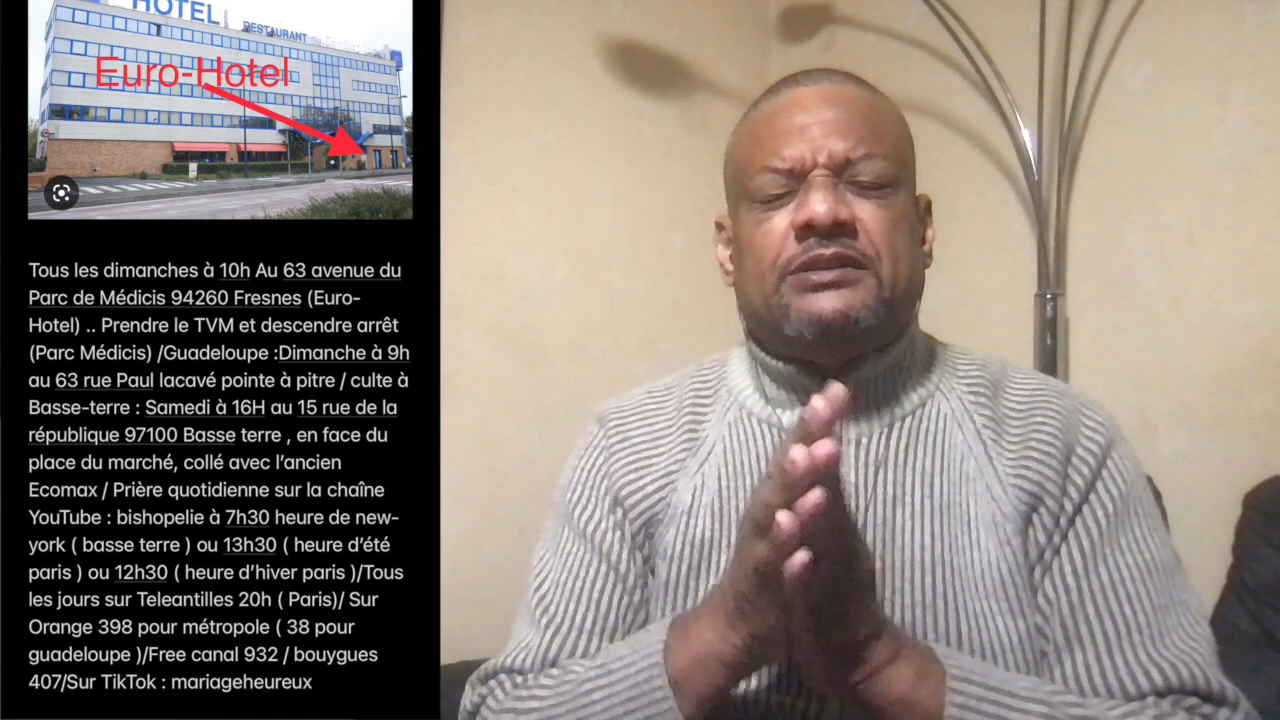 HOTEL
RESTAURANT
Euro-Hotel
Tous les dimanches à 10h Au 63 avenue du
Parc de Médicis 94260 Fresnes (Euro-
Hotel) .. Prendre le TVM et descendre arrêt
(Parc Médicis) /Guadeloupe :Dimanche à 9h
au 63 rue Paul lacavé pointe à pitre / culte à
Basse-terre : Samedi à 16H au 15 rue de la
république 97100 Basse terre , en face du
place du marché, collé avec l'ancien
Ecomax / Prière quotidienne sur la chaîne
YouTube : bishopelie à 7h30 heure de new-
york ( basse terre ) ou 13h30 ( heure d'été
paris ) ou 12h30 ( heure d'hiver paris )/Tous
les jours sur Teleantilles 20h ( Paris)/ Sur
Orange 398 pour métropole ( 38 pour
guadeloupe )/Free canal 932 / bouygues
407/Sur TikTok : mariageheureux